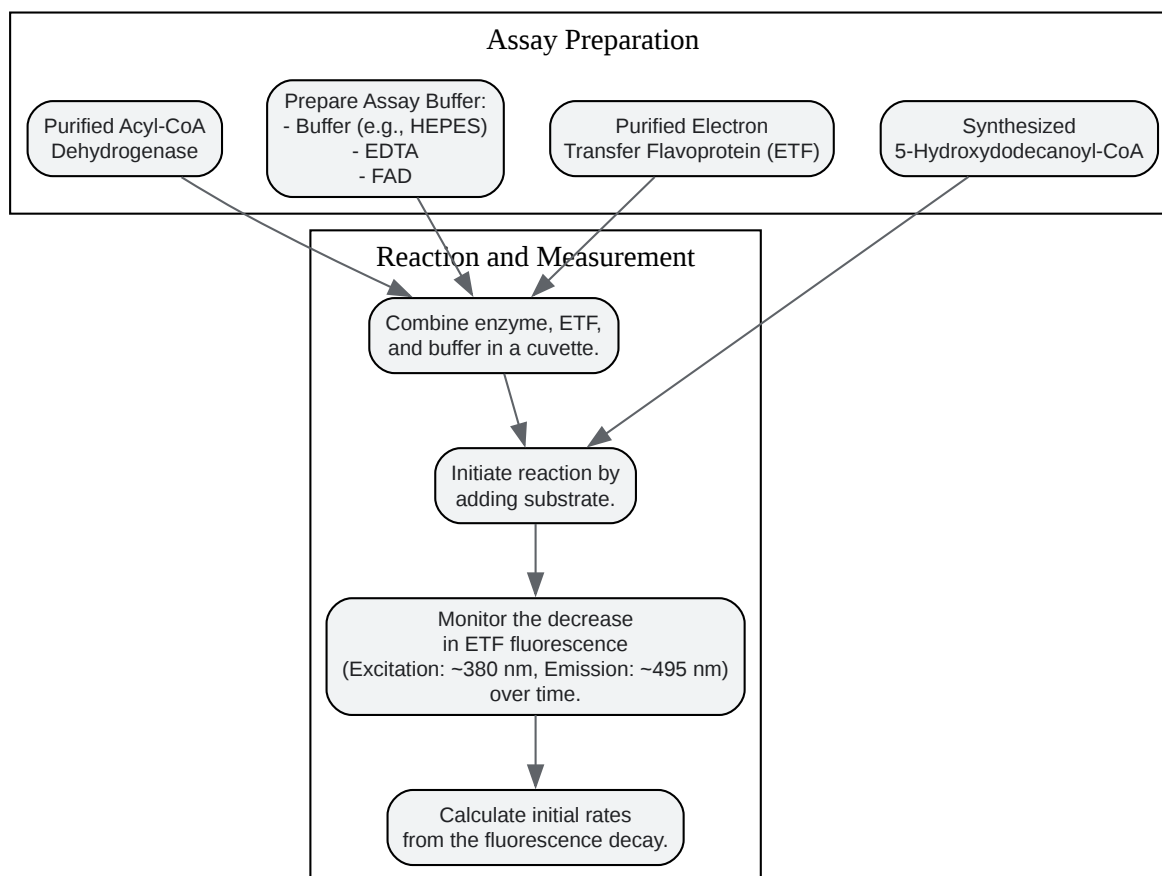 Assay Preparation
Purified Acyl-CoA
Dehydrogenase
Prepare Assay Buffer:
- Buffer (e.g., HEPES)
- EDTA
- FAD
Purified Electron
Transfer Flavoprotein (ETF)
Synthesized
5-Hydroxydodecanoyl-CoA
Reaction and Measurement
Combine enzyme, ETF,
and buffer in a cuvette.
Initiate reaction by
adding substrate.
Monitor the decrease
in ETF fluorescence
(Excitation: ~380 nm, Emission: ~495 nm)
over time.
Calculate initial rates
from the fluorescence decay.